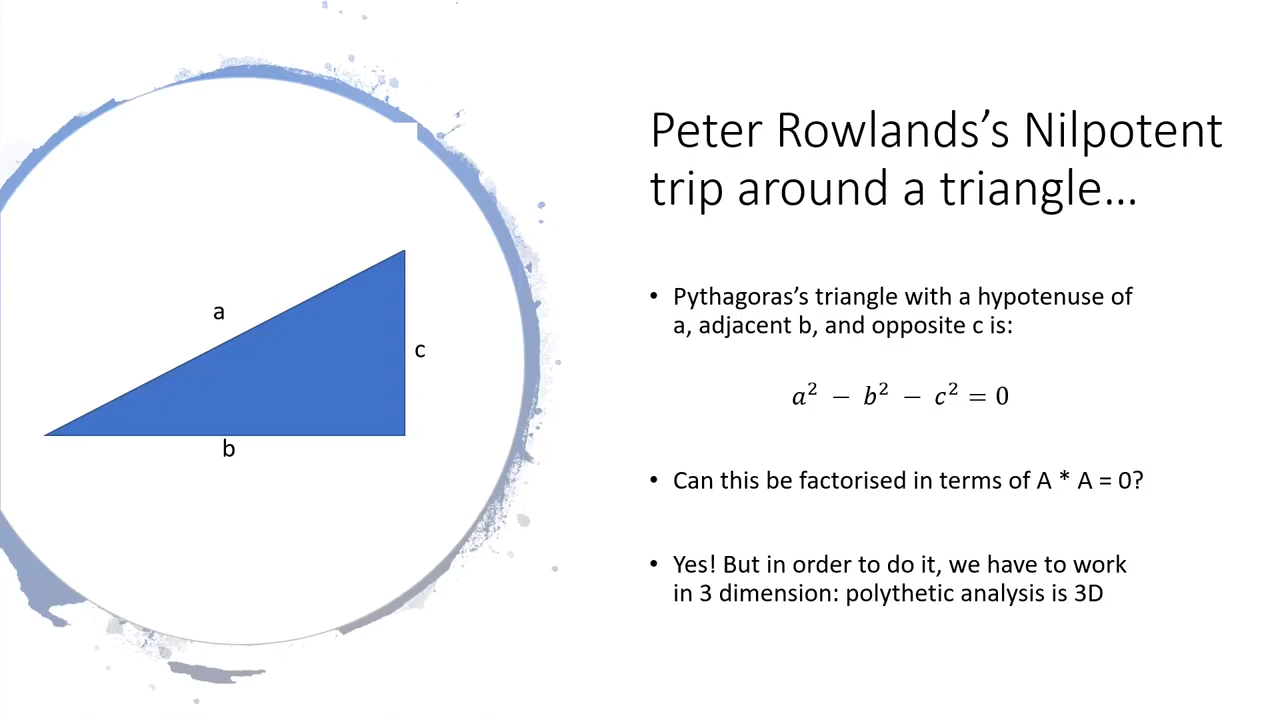 Peter Rowlands’s Nilpotent
trip around a triangle…
a
c
b
• Pythagoras’s triangle with a hypotenuse of
a, adjacent b, and opposite c is:
a² − b² − c² = 0
• Can this be factorised in terms of A * A = 0?
• Yes! But in order to do it, we have to work
in 3 dimension: polythetic analysis is 3D